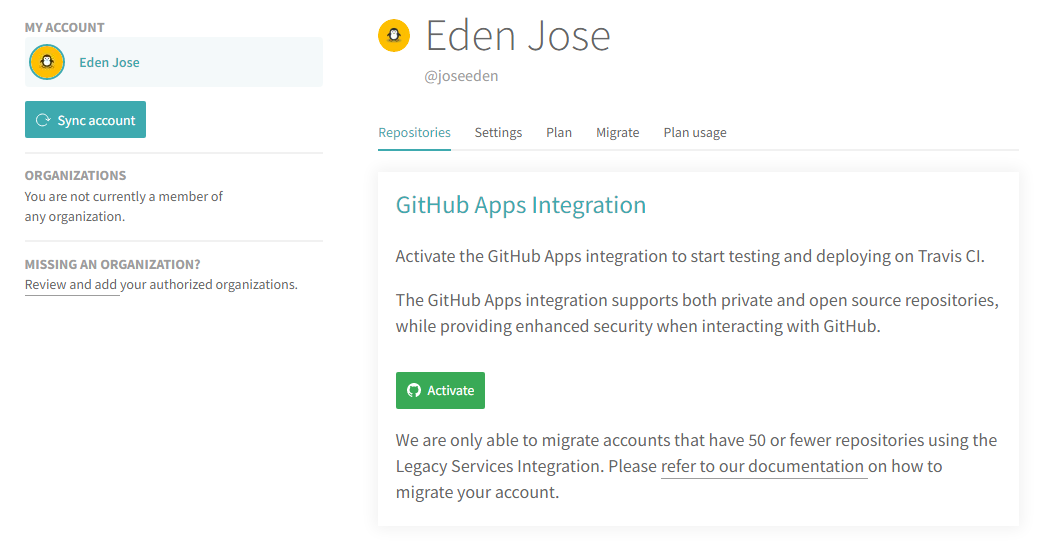 MY ACCOUNT
Eden Jose
Sync account
ORGANIZATIONS
You are not currently a member of
any organization.
MISSING AN ORGANIZATION?
Review and add your authorized organizations.
Eden Jose
@joseeden
Repositories Settings Plan Migrate Plan usage
GitHub Apps Integration
Activate the GitHub Apps integration to start testing and deploying on Travis CI.
The GitHub Apps integration supports both private and open source repositories,
while providing enhanced security when interacting with GitHub.
Activate
We are only able to migrate accounts that have 50 or fewer repositories using the
Legacy Services Integration. Please refer to our documentation on how to
migrate your account.